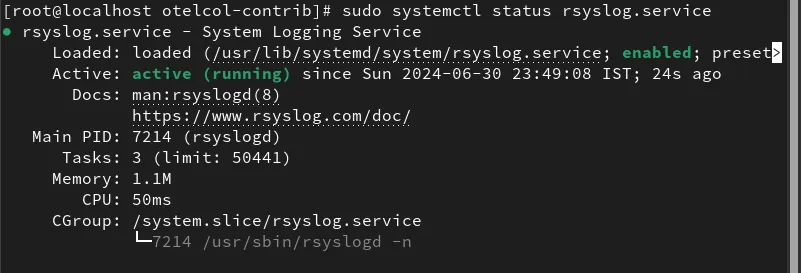 [root@localhost otelcol-contrib]# sudo systemctl status rsyslog.service
● rsyslog.service - System Logging Service
     Loaded: loaded (/usr/lib/systemd/system/rsyslog.service; enabled; preset>
     Active: active (running) since Sun 2024-06-30 23:49:08 IST; 24s ago
       Docs: man:rsyslogd(8)
             https://www.rsyslog.com/doc/
   Main PID: 7214 (rsyslogd)
      Tasks: 3 (limit: 50441)
     Memory: 1.1M
        CPU: 50ms
     CGroup: /system.slice/rsyslog.service
             └─7214 /usr/sbin/rsyslogd -n